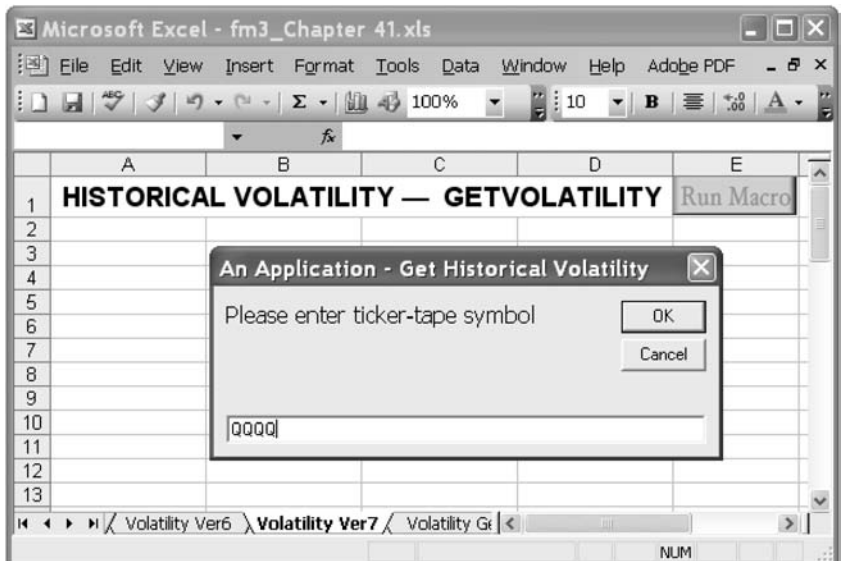 Microsoft Excel - fm3_Chapter 41.xls
File Edit View Insert Format Tools Data Window Help Adobe PDF
ABC Σ 100% 10 B A
fx
A B C D E
1 HISTORICAL VOLATILITY — GETVOLATILITY Run Macro
2
3
An Application - Get Historical Volatility
4
5
Please enter ticker-tape symbol OK
6
7
Cancel
8
9
10
QQQQ
11
12
13
Volatility Ver6 Volatility Ver7 Volatility Ge
NUM